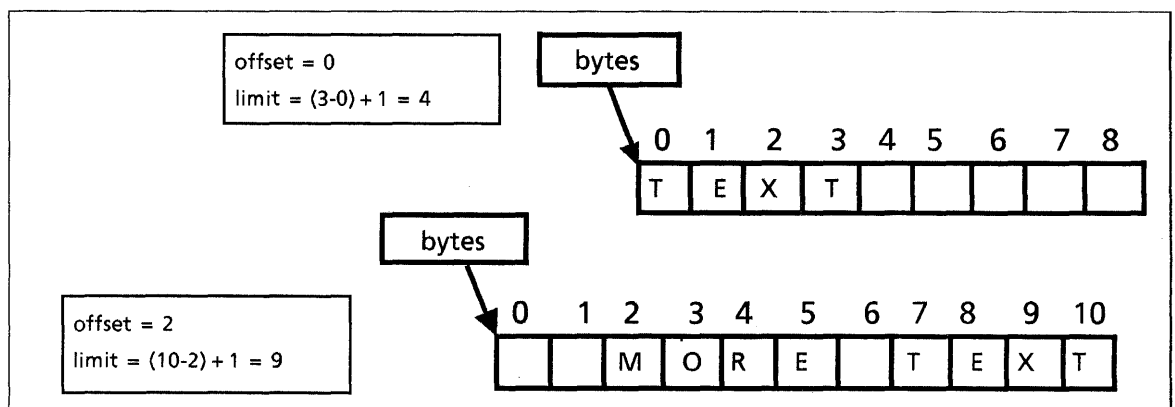 offset = 0
limit = (3-0) + 1 = 4
bytes
0 1 2 3 4 5 6 7 8
T E X T
bytes
offset = 2
limit = (10-2) + 1 = 9
0 1 2 3 4 5 6 7 8 9 10
M O R E T E X T